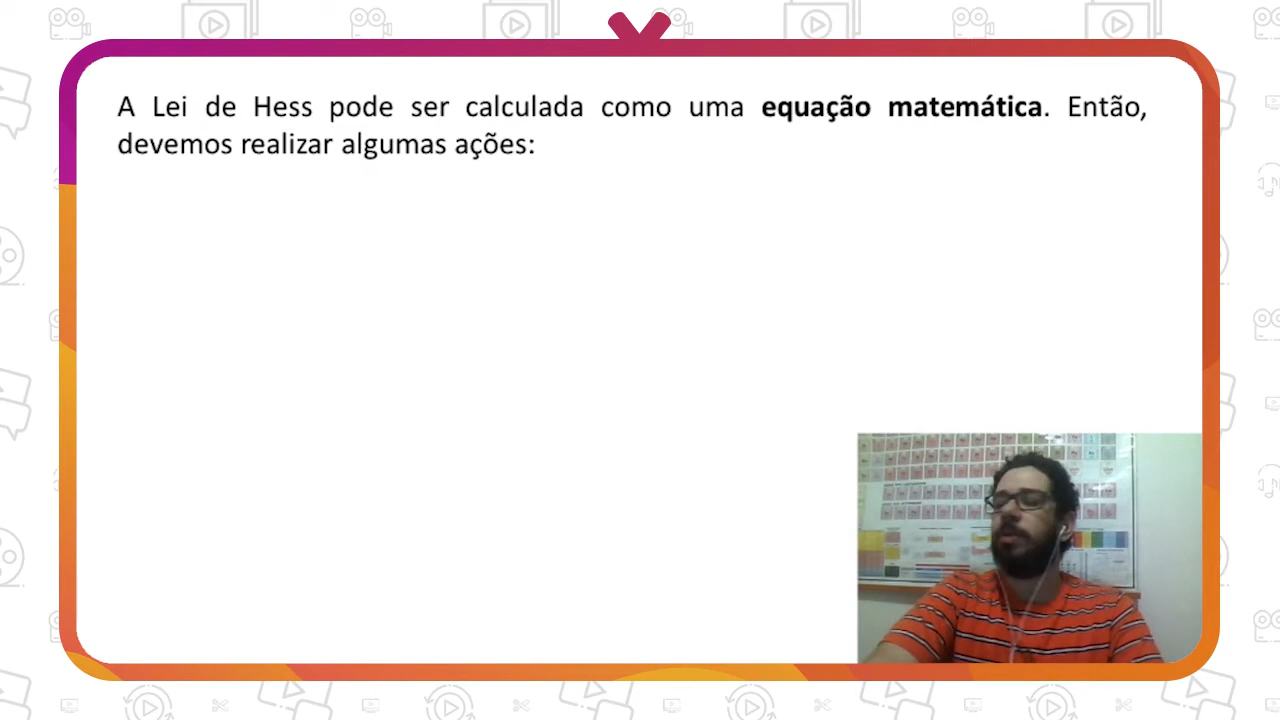 A Lei de Hess pode ser calculada como uma equação matemática. Então,
devemos realizar algumas ações: